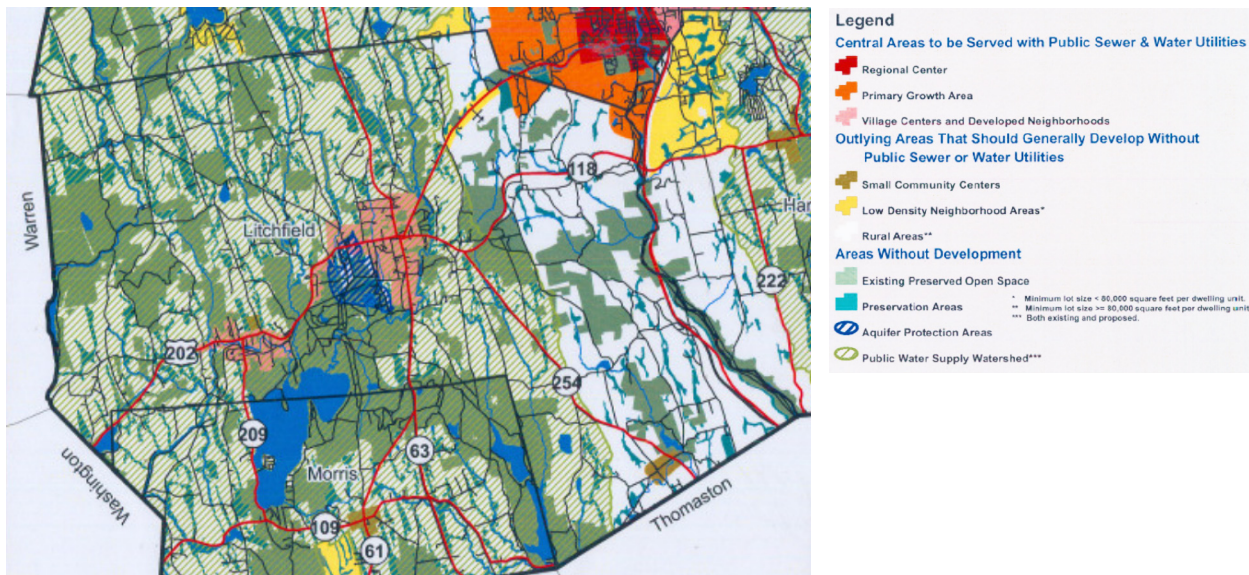 Warren
Litchfield
118
Har
222
202
254
209
63
Morris
Washington
Thomaston
109
61
Legend
Central Areas to be Served with Public Sewer & Water Utilities
Regional Center
Primary Growth Area
Village Centers and Developed Neighborhoods
Outlying Areas That Should Generally Develop Without
Public Sewer or Water Utilities
Small Community Centers
Low Density Neighborhood Areas*
Rural Areas**
Areas Without Development
Existing Preserved Open Space
Preservation Areas
* Minimum lot size < 80,000 square feet per dwelling unit.
** Minimum lot size >= 80,000 square feet per dwelling unit
*** Both existing and proposed.
Aquifer Protection Areas
Public Water Supply Watershed***